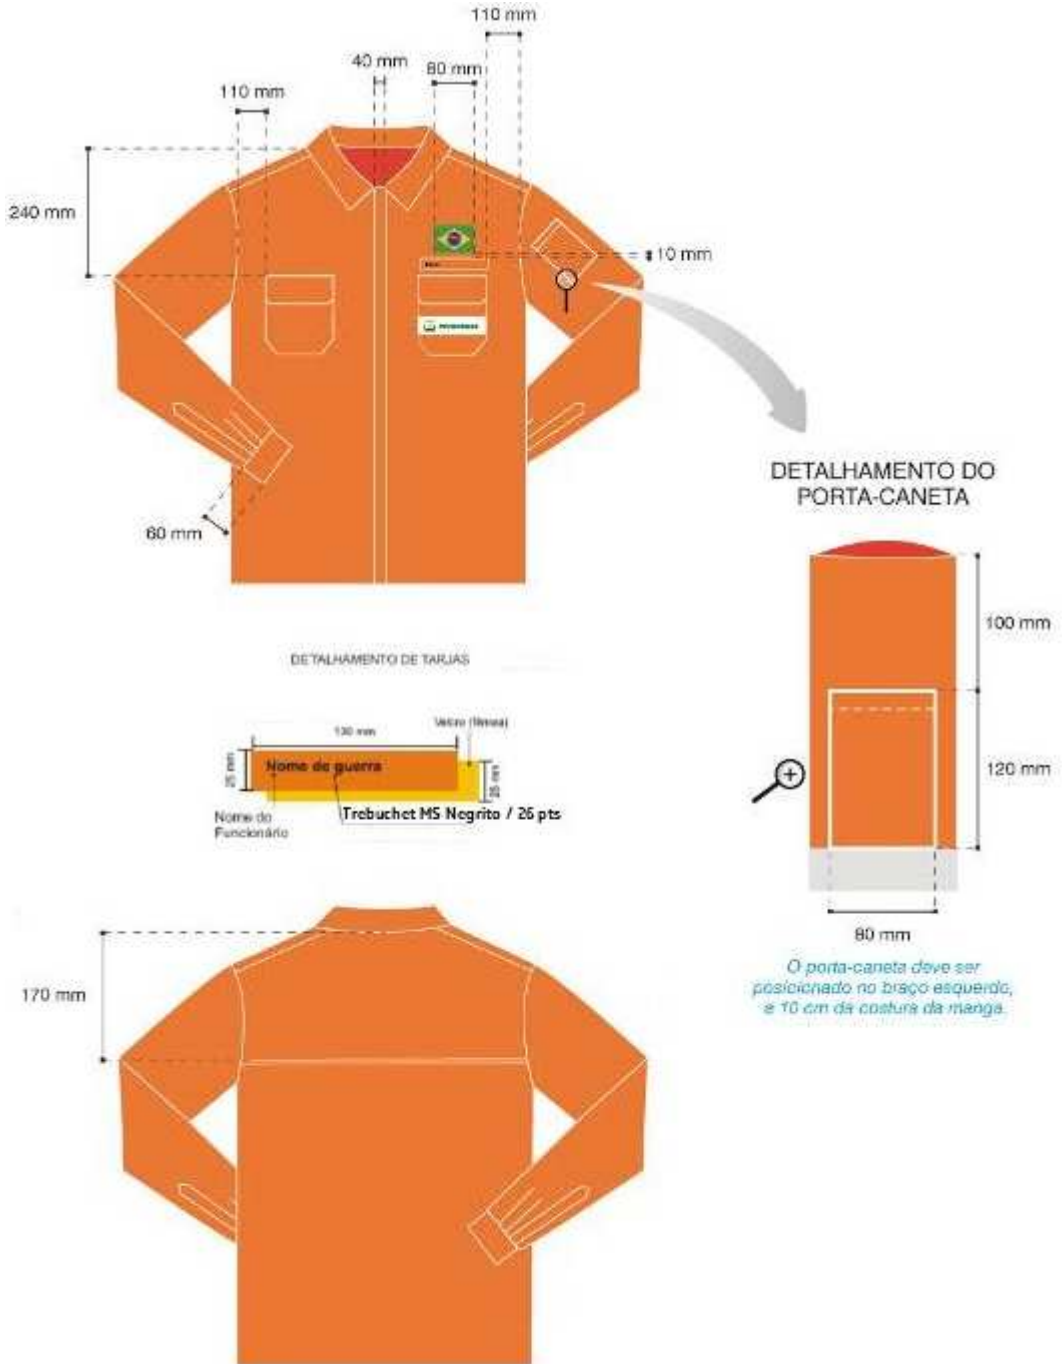 110 mm
40 mm
80 mm
110 mm
240 mm
10 mm
PETROBRAS
60 mm
DETALHAMENTO DO
PORTA-CANETA
100 mm
120 mm
80 mm
O porta-caneta deve ser
posicionado no braço esquerdo,
a 10 cm da costura da manga.
DETALHAMENTO DE TARJAS
130 mm
Velcro (fêmea)
25 mm
Nome de guerra
25 mm
Nome do
Funcionário
Trebuchet MS Negrito / 26 pts
170 mm